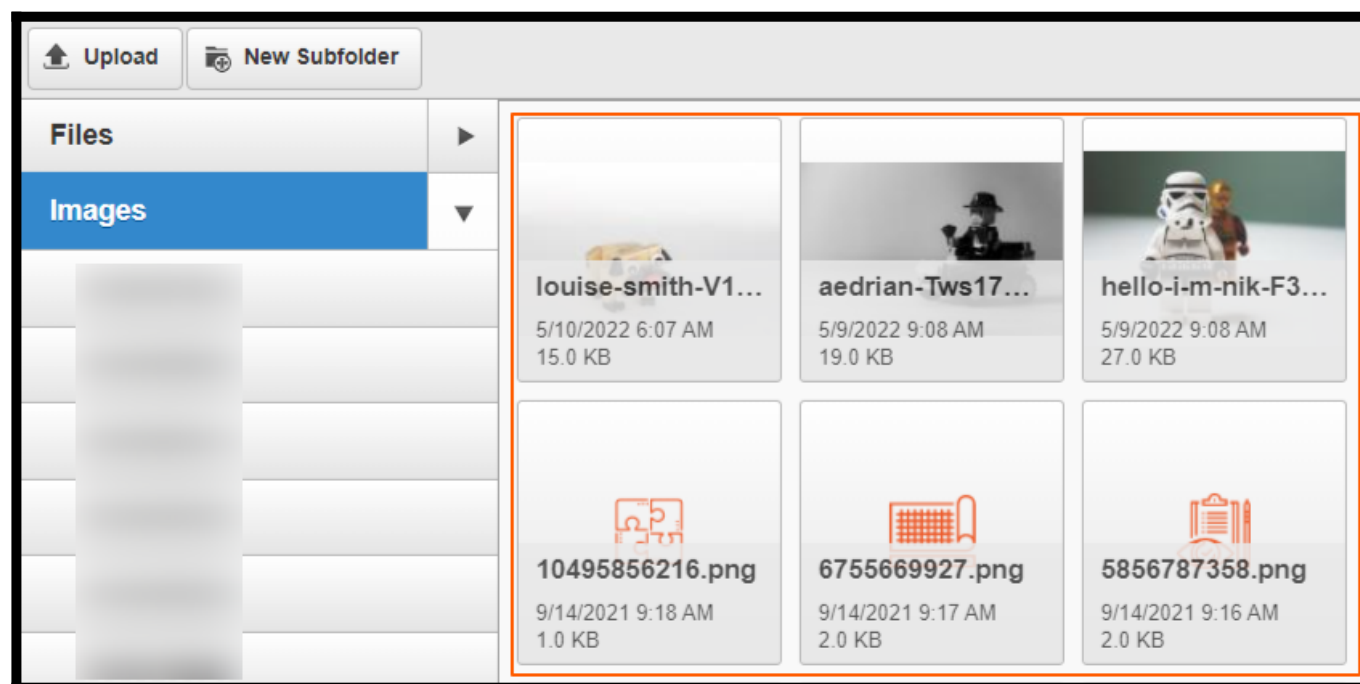 Upload
New Subfolder
Files
Images
louise-smith-V1...
5/10/2022 6:07 AM
15.0 KB
aedrian-Tws17...
5/9/2022 9:08 AM
19.0 KB
hello-i-m-nik-F3...
5/9/2022 9:08 AM
27.0 KB
10495856216.png
9/14/2021 9:18 AM
1.0 KB
6755669927.png
9/14/2021 9:17 AM
2.0 KB
5856787358.png
9/14/2021 9:16 AM
2.0 KB